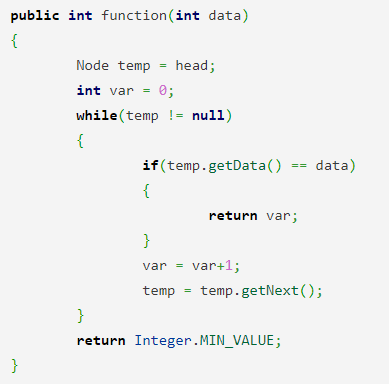 public int function(int data)
{
        Node temp = head;
        int var = 0;
        while(temp != null)
        {
                if(temp.getData() == data)
                {
                        return var;
                }
                var = var+1;
                temp = temp.getNext();
        }
        return Integer.MIN_VALUE;
}